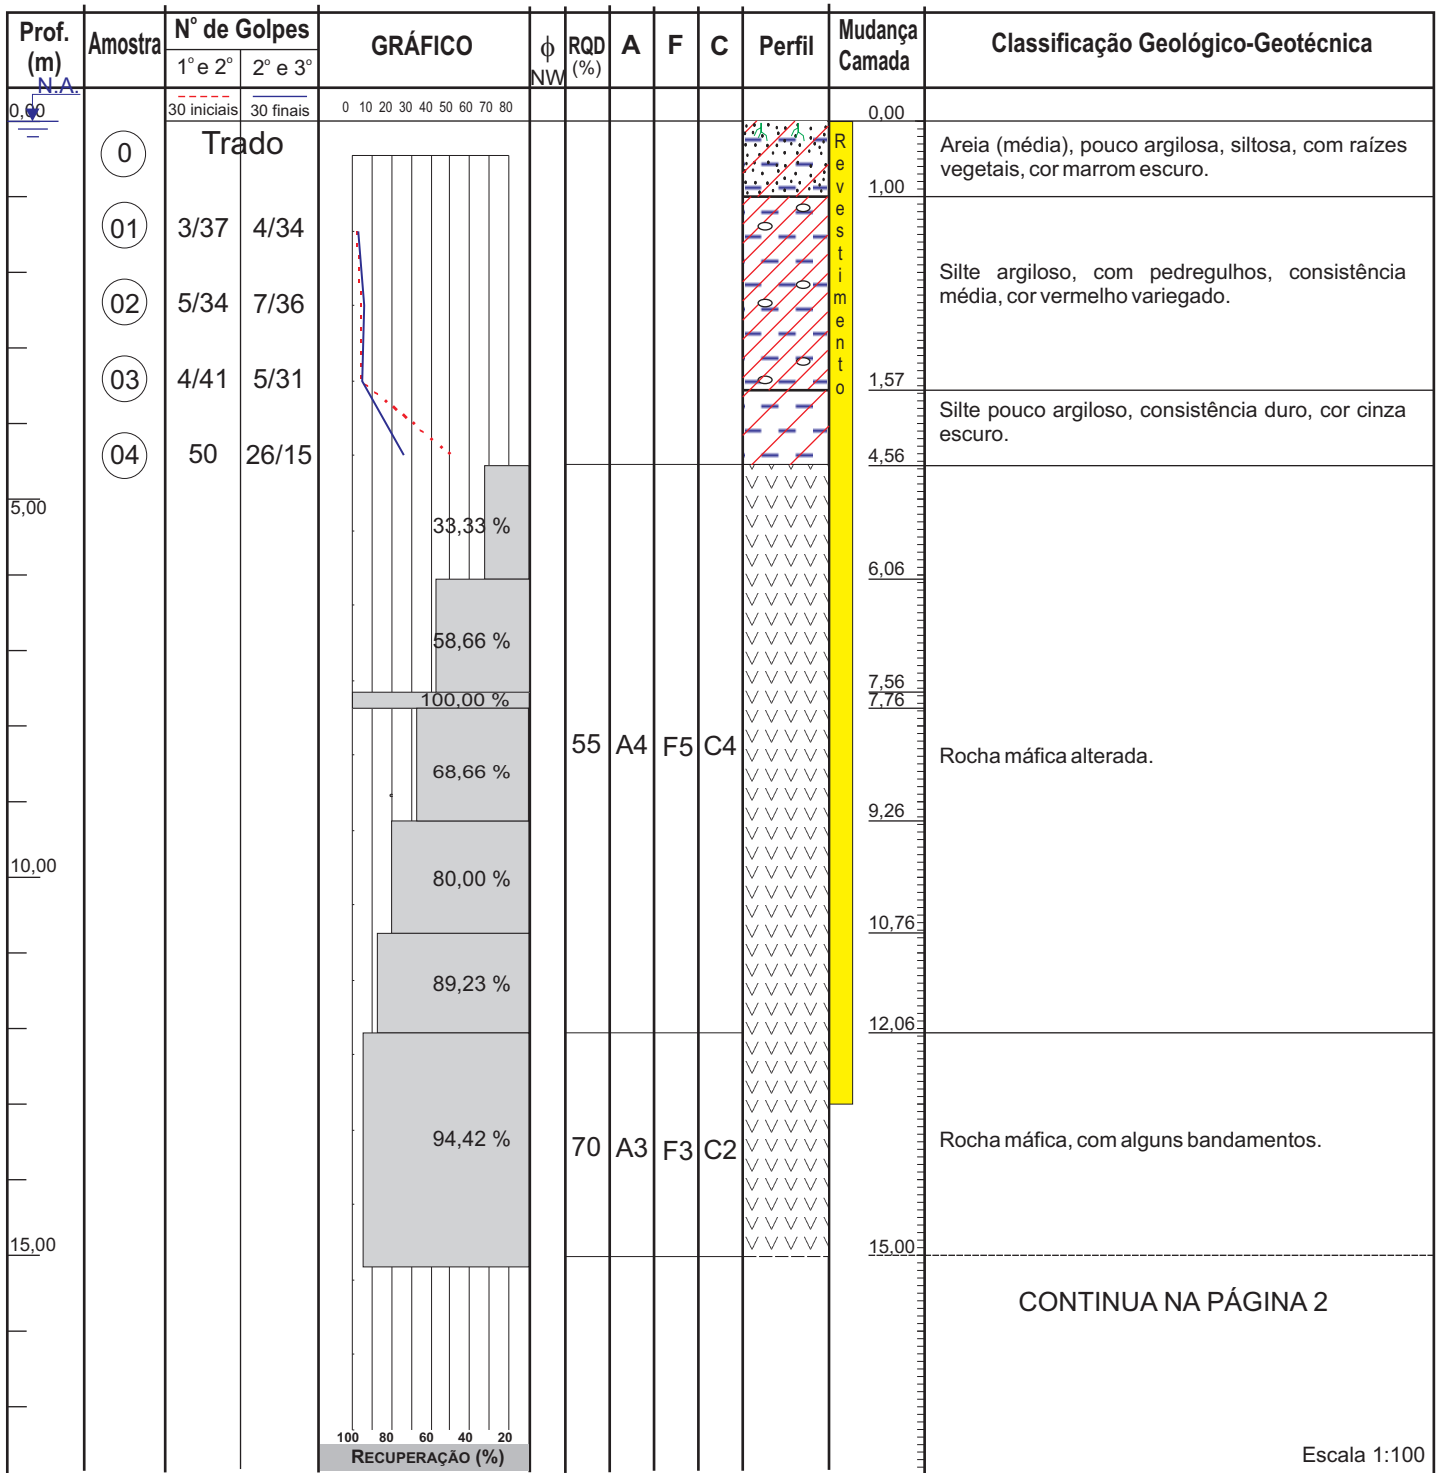 Prof. (m)
Amostra
N° de Golpes
1° e 2°
2° e 3°
GRÁFICO
ϕ NW
RQD (%)
A
F
C
Perfil
Mudança Camada
Classificação Geológico-Geotécnica
N.A.
0,00
30 iniciais
30 finais
0 10 20 30 40 50 60 70 80
0,00
0
Trado
Revestimento
Areia (média), pouco argilosa, siltosa, com raízes
vegetais, cor marrom escuro.
1,00
01 3/37 4/34
Silte argiloso, com pedregulhos, consistência
média, cor vermelho variegado.
02 5/34 7/36
03 4/41 5/31
1,57
Silte pouco argiloso, consistência duro, cor cinza
escuro.
04 50 26/15
4,56
5,00
33,33 %
6,06
58,66 %
7,56
100,00 %
7,76
55 A4 F5 C4
Rocha máfica alterada.
68,66 %
9,26
10,00
80,00 %
10,76
89,23 %
12,06
94,42 %
70 A3 F3 C2
Rocha máfica, com alguns bandamentos.
15,00
15,00
CONTINUA NA PÁGINA 2
100 80 60 40 20
RECUPERAÇÃO (%)
Escala 1:100